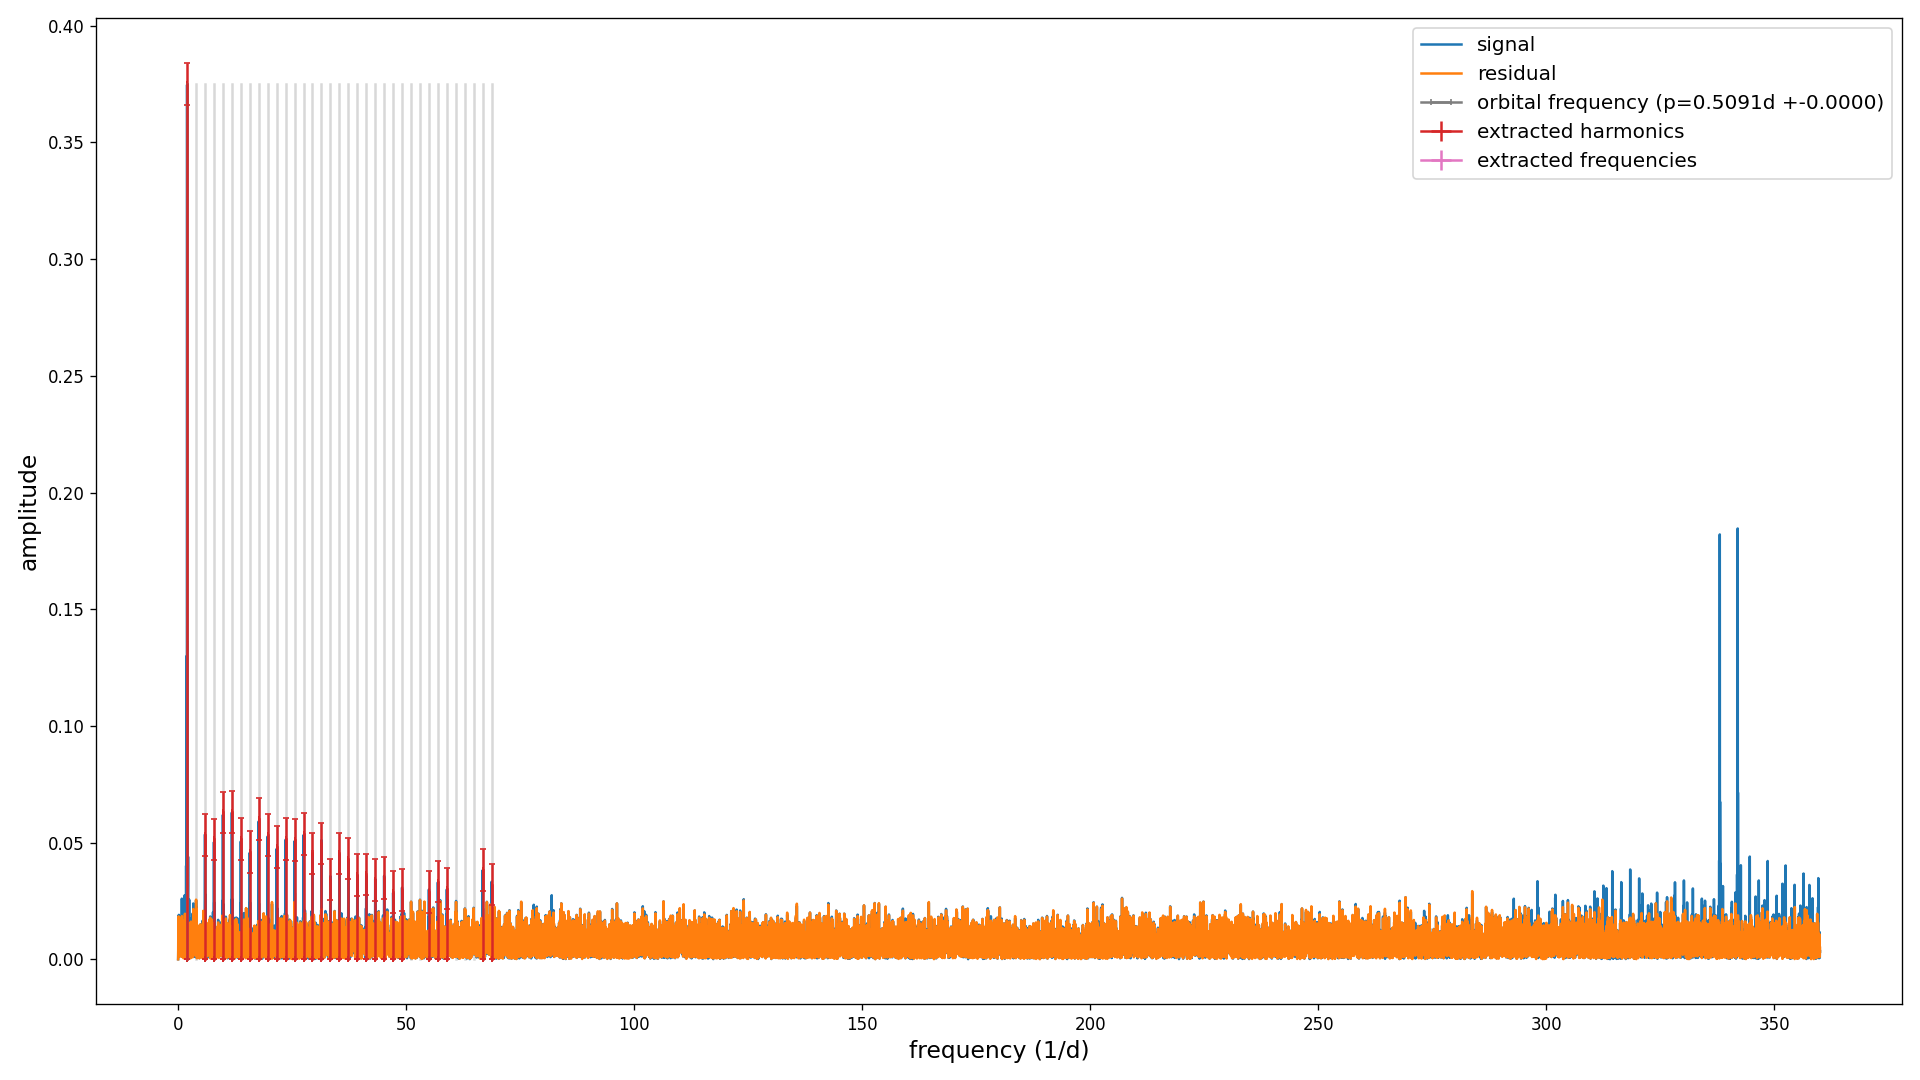 0.40
0.35
0.30
0.25
0.20
0.15
0.10
0.05
0.00
amplitude
0
50
100
150
200
250
300
350
frequency (1/d)
signal
residual
orbital frequency (p=0.5091d +-0.0000)
extracted harmonics
extracted frequencies